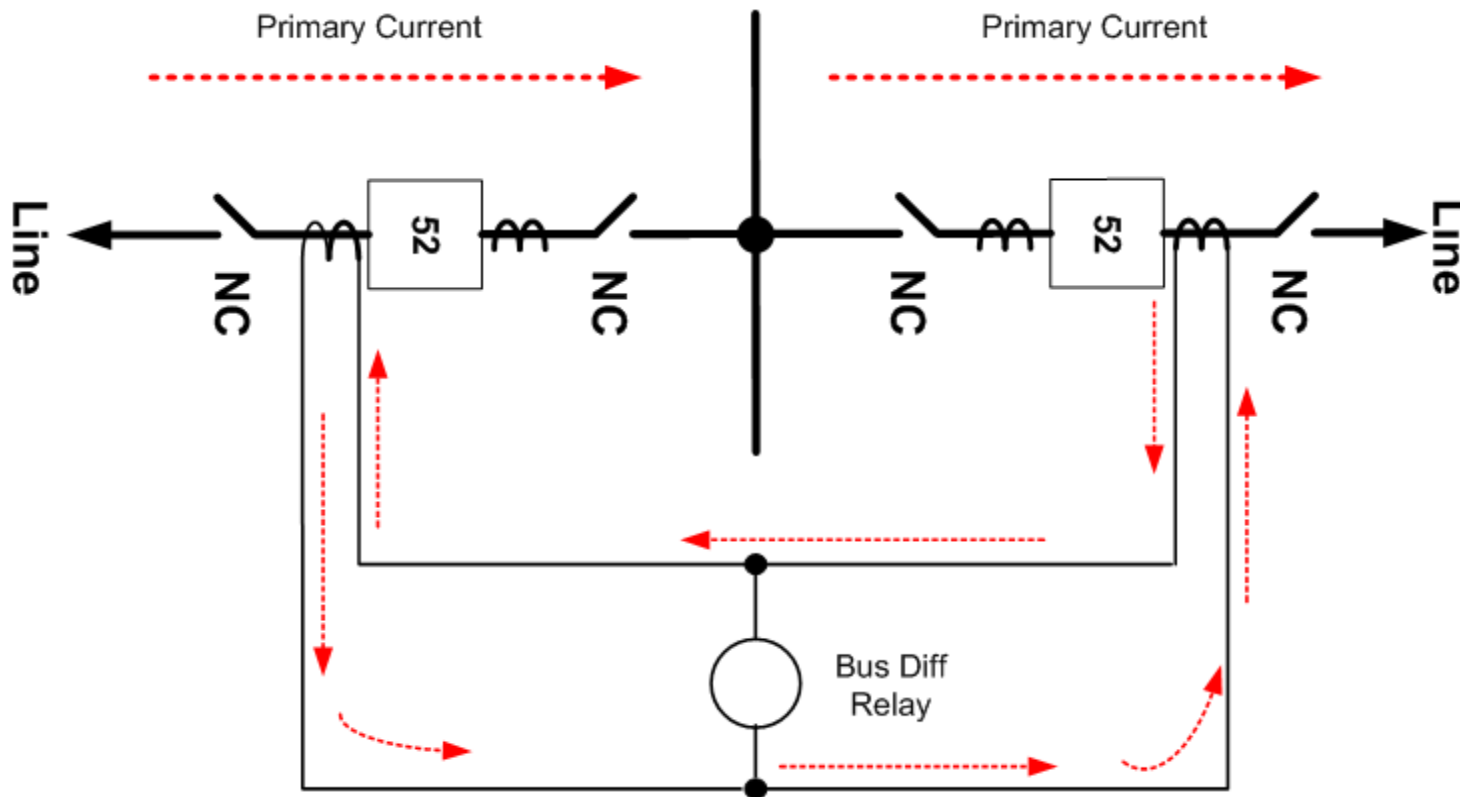 Primary Current
Primary Current
Line
NC
52
NC
NC
52
NC
Line
Bus Diff
Relay